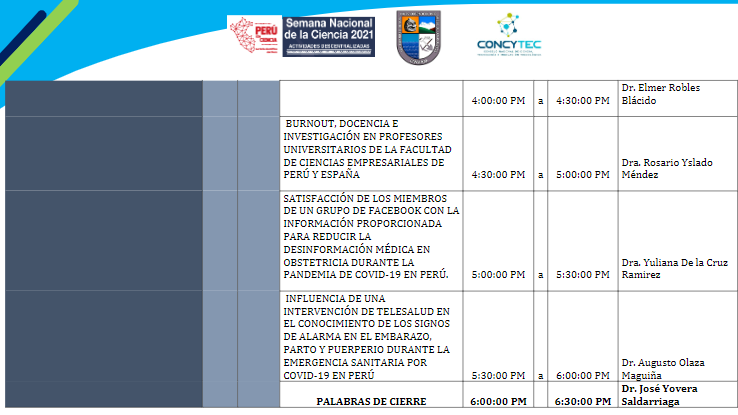 PERÚ
CIENCIA
Semana Nacional
de la Ciencia 2021
ACTIVIDADES DESCENTRALIZADAS
CONCYTEC
4:00:00 PM a 4:30:00 PM Dr. Elmer Robles
Blácido
BURNOUT, DOCENCIA E
INVESTIGACIÓN EN PROFESORES
UNIVERSITARIOS DE LA FACULTAD
DE CIENCIAS EMPRESARIALES DE
PERÚ Y ESPAÑA
4:30:00 PM a 5:00:00 PM Dra. Rosario Yslado
Méndez
SATISFACCIÓN DE LOS MIEMBROS
DE UN GRUPO DE FACEBOOK CON LA
INFORMACIÓN PROPORCIONADA
PARA REDUCIR LA
DESINFORMACIÓN MÉDICA EN
OBSTETRICIA DURANTE LA
PANDEMIA DE COVID-19 EN PERÚ.
5:00:00 PM a 5:30:00 PM Dra. Yuliana De la Cruz
Ramirez
INFLUENCIA DE UNA
INTERVENCIÓN DE TELESALUD EN
EL CONOCIMIENTO DE LOS SIGNOS
DE ALARMA EN EL EMBARAZO,
PARTO Y PUERPERIO DURANTE LA
EMERGENCIA SANITARIA POR
COVID-19 EN PERÚ
5:30:00 PM a 6:00:00 PM Dr. Augusto Olaza
Maguiña
PALABRAS DE CIERRE 6:00:00 PM 6:30:00 PM Dr. José Yovera
Saldarriaga